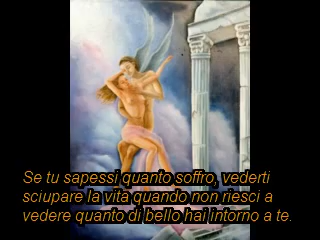 Se tu sapessi quanto soffro, vederti
sciupare la vita quando non riesci a
vedere quanto di bello hai intorno a te.